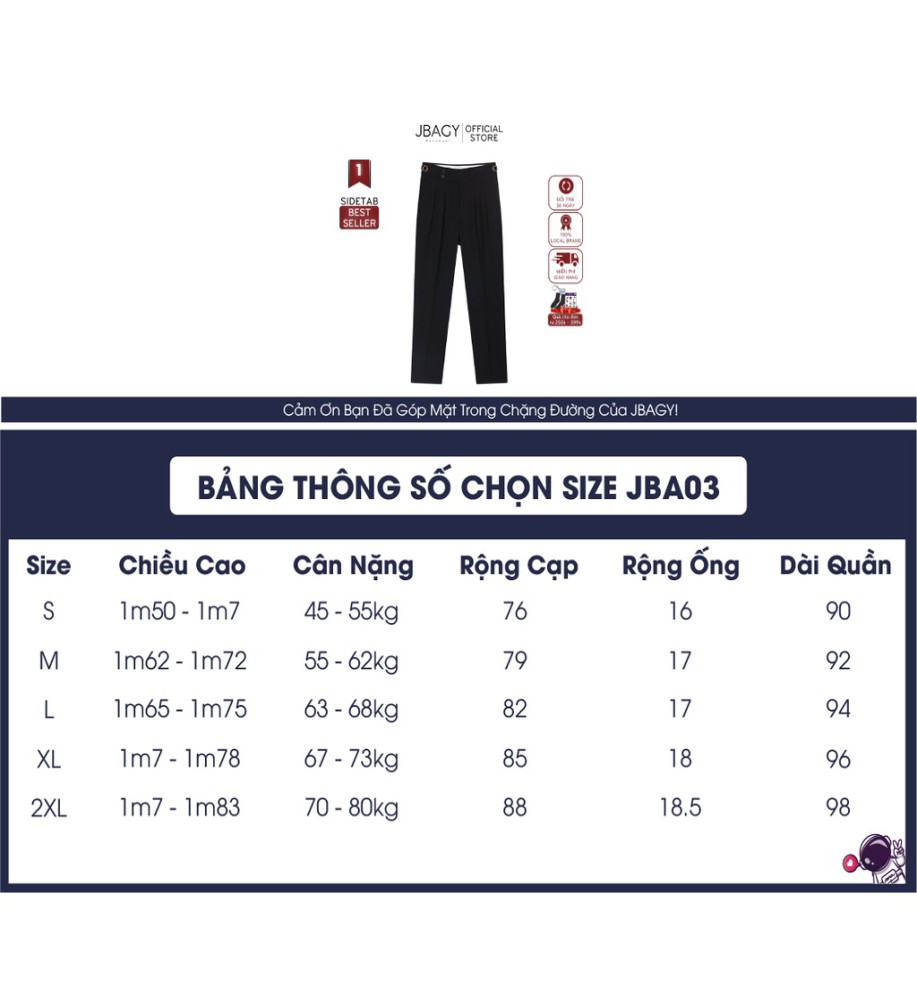 JBAGY OFFICIAL STORE
1
SIDETAB
BEST
SELLER
ĐỔI TRẢ
30 NGÀY
100%
LOCAL BRAND
MIỄN PHÍ
GIAO HÀNG
Cảm Ơn Bạn Đã Góp Mặt Trong Chặng Đường Của JBAGY!
BẢNG THÔNG SỐ CHỌN SIZE JBA03
Size Chiều Cao Cân Nặng Rộng Cạp Rộng Ống Dài Quần
S 1m50 - 1m7 45 - 55kg 76 16 90
M 1m62 - 1m72 55 - 62kg 79 17 92
L 1m65 - 1m75 63 - 68kg 82 17 94
XL 1m7 - 1m78 67 - 73kg 85 18 96
2XL 1m7 - 1m83 70 - 80kg 88 18.5 98